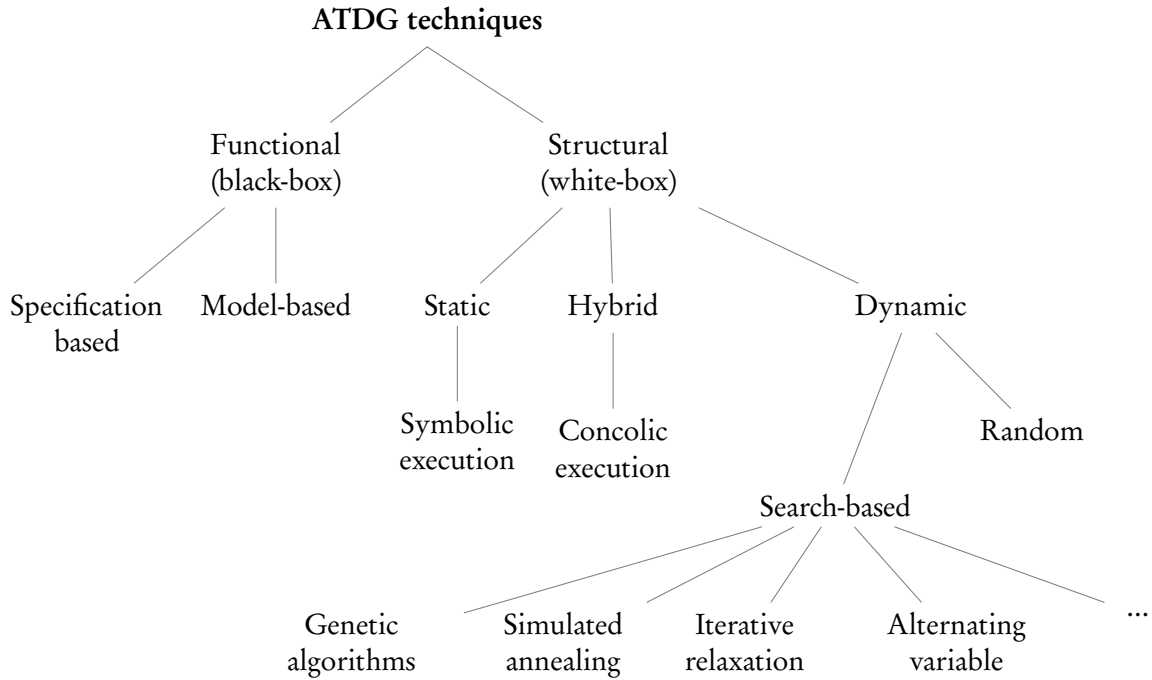 ATDG techniques
Functional
(black-box)
Structural
(white-box)
Specification
based
Model-based
Static
Hybrid
Dynamic
Symbolic
execution
Concolic
execution
Random
Search-based
Genetic
algorithms
Simulated
annealing
Iterative
relaxation
Alternating
variable
...